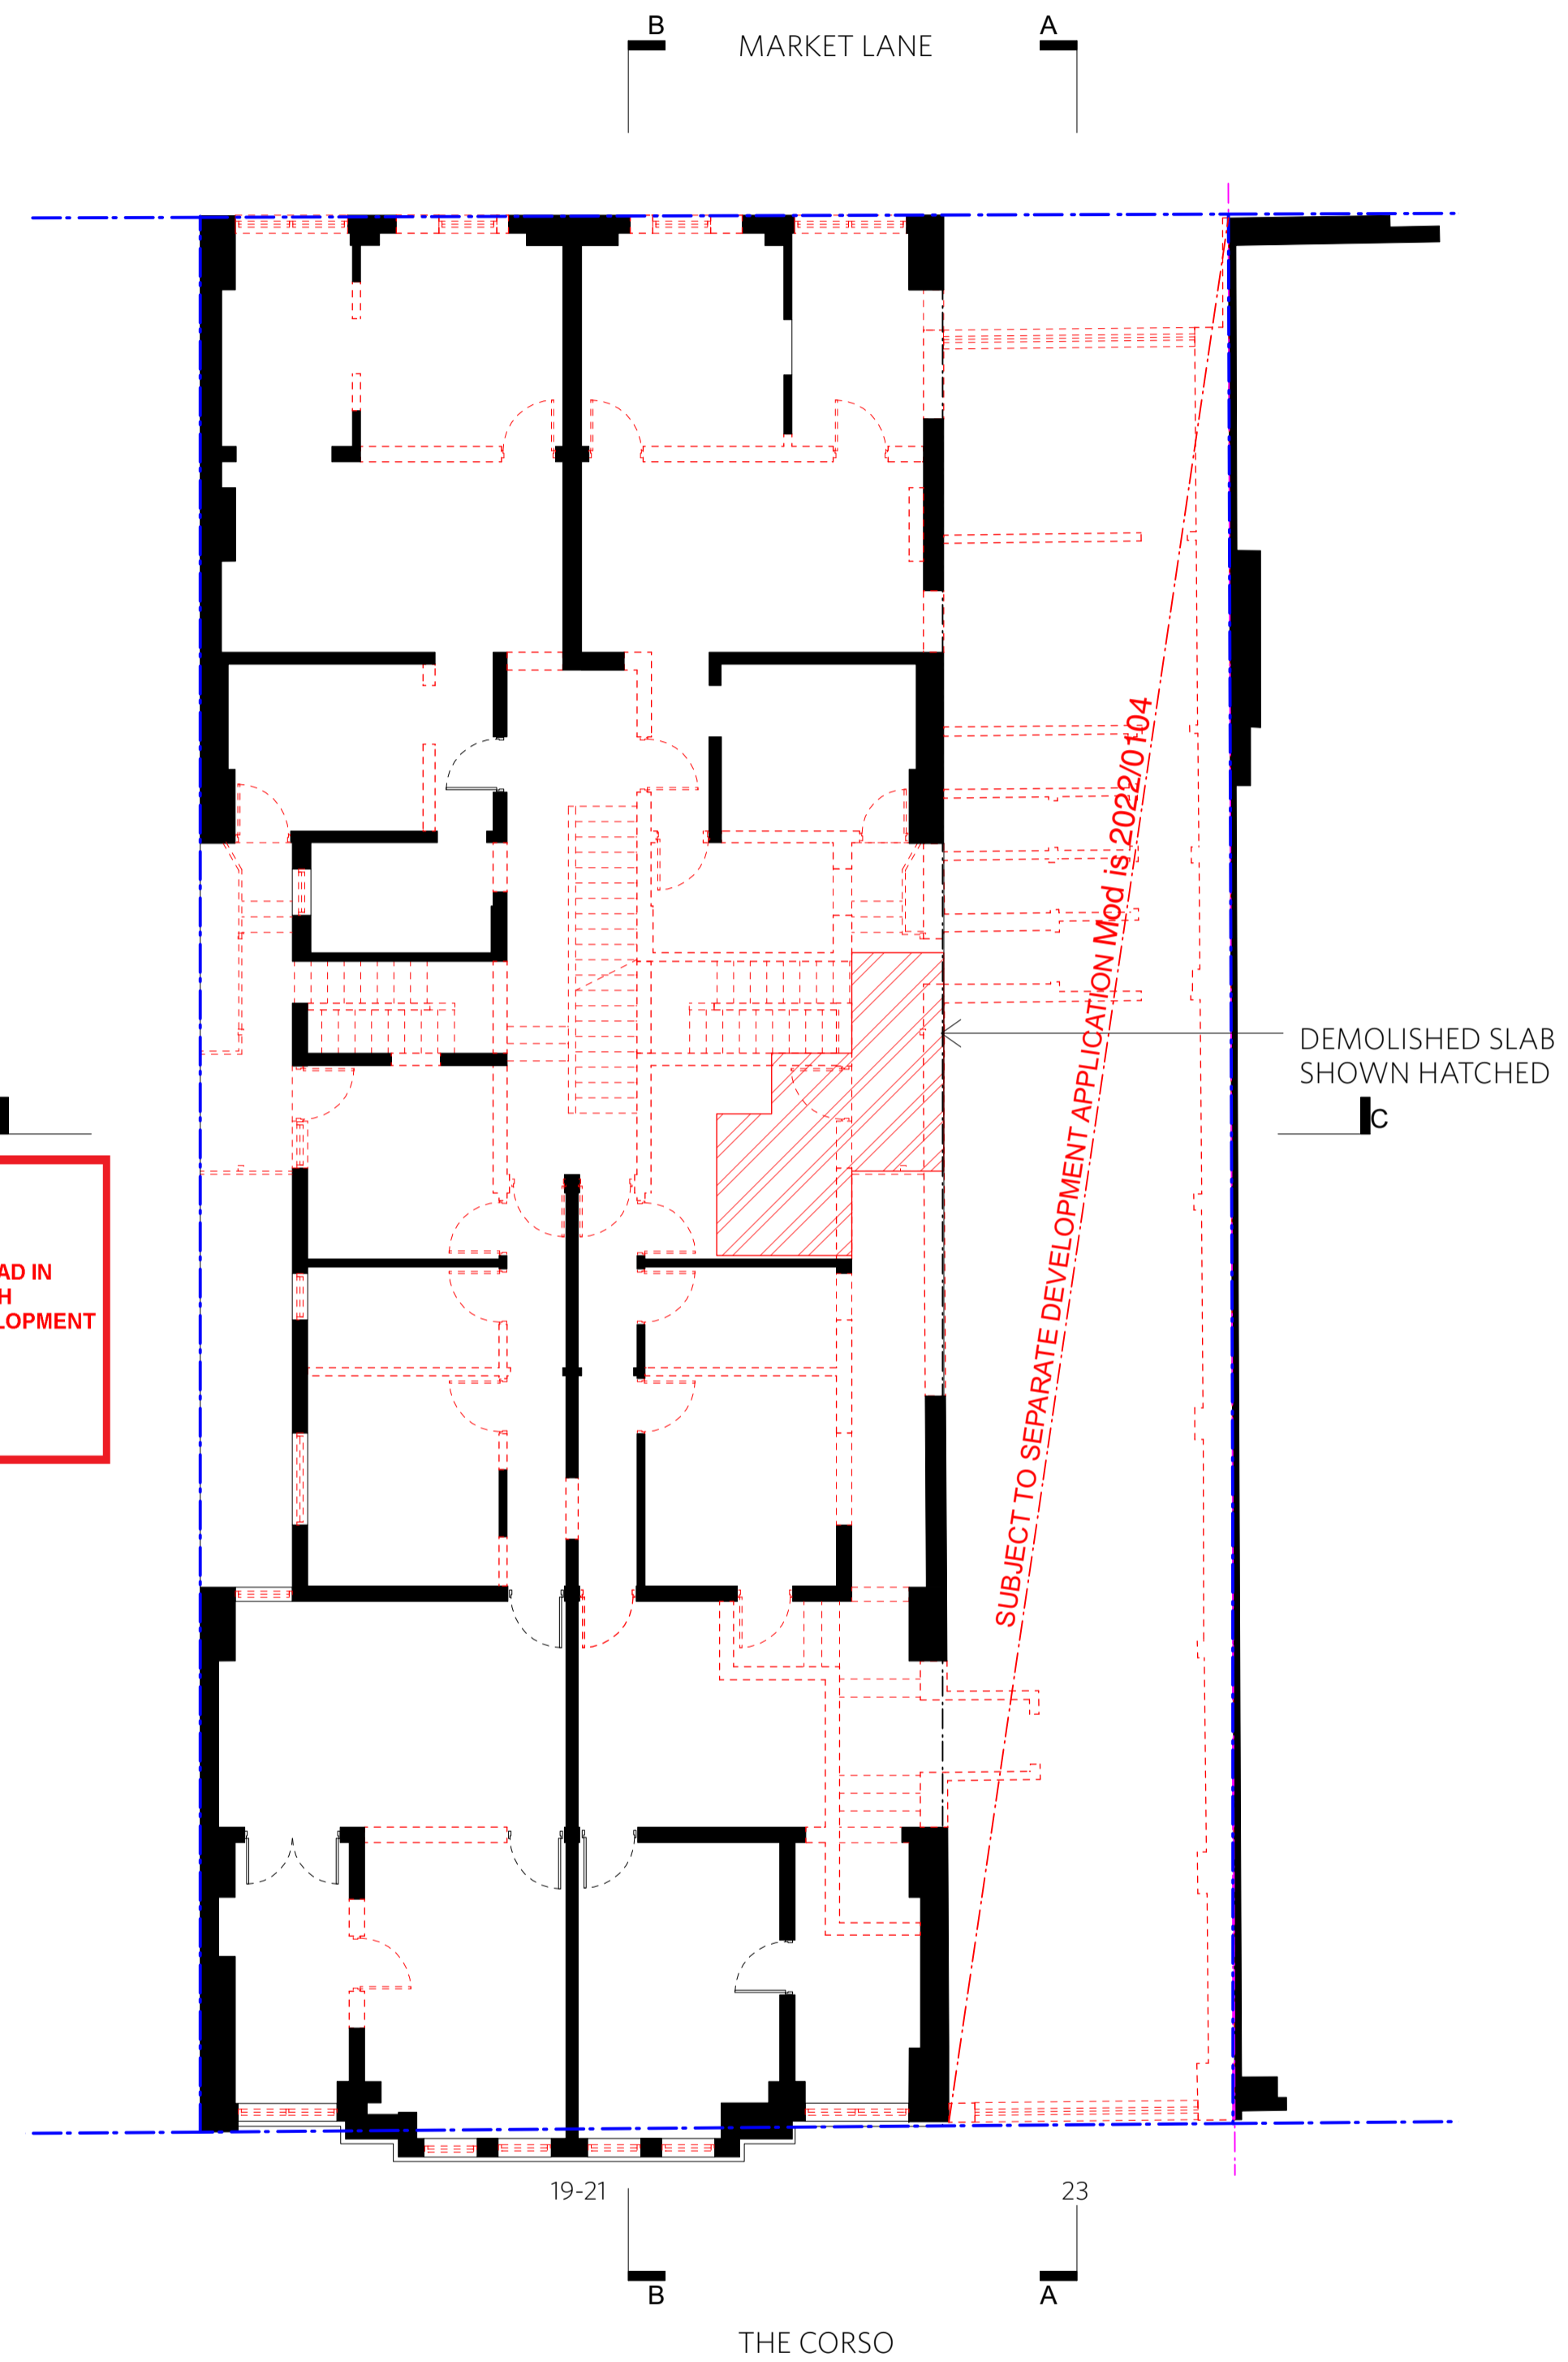 B
A
MARKET LANE
SUBJECT TO SEPARATE DEVELOPMENT APPLICATION Mod is 2022/0104
DEMOLISHED SLAB
SHOWN HATCHED
C
AD IN
H
LOPMENT
19-21
23
B
A
THE CORSO